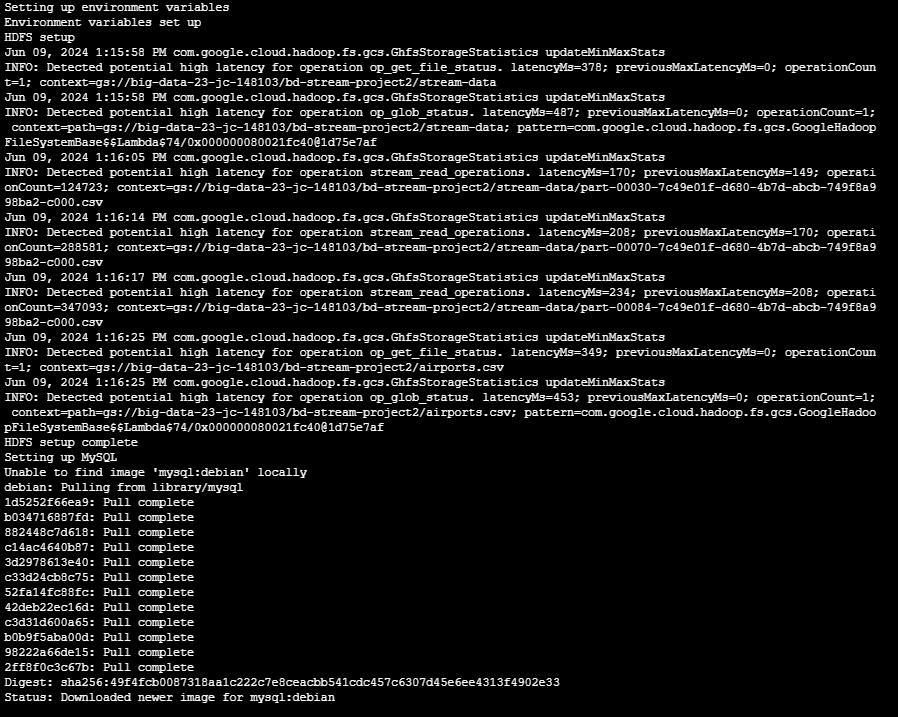 Setting up environment variables
Environment variables set up
HDFS setup
Jun 09, 2024 1:15:58 PM com.google.cloud.hadoop.fs.gcs.GhfsStorageStatistics updateMinMaxStats
INFO: Detected potential high latency for operation op_get_file_status. latencyMs=378; previousMaxLatencyMs=0; operationCoun
t=1; context=gs://big-data-23-jc-148103/bd-stream-project2/stream-data
Jun 09, 2024 1:15:58 PM com.google.cloud.hadoop.fs.gcs.GhfsStorageStatistics updateMinMaxStats
INFO: Detected potential high latency for operation op_glob_status. latencyMs=487; previousMaxLatencyMs=0; operationCount=1;
 context=path=gs://big-data-23-jc-148103/bd-stream-project2/stream-data; pattern=com.google.cloud.hadoop.fs.gcs.GoogleHadoop
FileSystemBase$$Lambda$74/0x000000080021fc40@1d75e7af
Jun 09, 2024 1:16:05 PM com.google.cloud.hadoop.fs.gcs.GhfsStorageStatistics updateMinMaxStats
INFO: Detected potential high latency for operation stream_read_operations. latencyMs=170; previousMaxLatencyMs=149; operati
onCount=124723; context=gs://big-data-23-jc-148103/bd-stream-project2/stream-data/part-00030-7c49e01f-d680-4b7d-abcb-749f8a9
98ba2-c000.csv
Jun 09, 2024 1:16:14 PM com.google.cloud.hadoop.fs.gcs.GhfsStorageStatistics updateMinMaxStats
INFO: Detected potential high latency for operation stream_read_operations. latencyMs=208; previousMaxLatencyMs=170; operati
onCount=288581; context=gs://big-data-23-jc-148103/bd-stream-project2/stream-data/part-00070-7c49e01f-d680-4b7d-abcb-749f8a9
98ba2-c000.csv
Jun 09, 2024 1:16:17 PM com.google.cloud.hadoop.fs.gcs.GhfsStorageStatistics updateMinMaxStats
INFO: Detected potential high latency for operation stream_read_operations. latencyMs=234; previousMaxLatencyMs=208; operati
onCount=347093; context=gs://big-data-23-jc-148103/bd-stream-project2/stream-data/part-00084-7c49e01f-d680-4b7d-abcb-749f8a9
98ba2-c000.csv
Jun 09, 2024 1:16:25 PM com.google.cloud.hadoop.fs.gcs.GhfsStorageStatistics updateMinMaxStats
INFO: Detected potential high latency for operation op_get_file_status. latencyMs=349; previousMaxLatencyMs=0; operationCoun
t=1; context=gs://big-data-23-jc-148103/bd-stream-project2/airports.csv
Jun 09, 2024 1:16:25 PM com.google.cloud.hadoop.fs.gcs.GhfsStorageStatistics updateMinMaxStats
INFO: Detected potential high latency for operation op_glob_status. latencyMs=453; previousMaxLatencyMs=0; operationCount=1;
 context=path=gs://big-data-23-jc-148103/bd-stream-project2/airports.csv; pattern=com.google.cloud.hadoop.fs.gcs.GoogleHadoo
pFileSystemBase$$Lambda$74/0x000000080021fc40@1d75e7af
HDFS setup complete
Setting up MySQL
Unable to find image 'mysql:debian' locally
debian: Pulling from library/mysql
1d5252f66ea9: Pull complete
b034716887fd: Pull complete
882448c7d618: Pull complete
c14ac4640b87: Pull complete
3d2978613e40: Pull complete
c33d24cb8c75: Pull complete
52fa14fc88fc: Pull complete
42deb22ec16d: Pull complete
c3d31d600a65: Pull complete
b0b9f5aba00d: Pull complete
98222a66de15: Pull complete
2ff8f0c3c67b: Pull complete
Digest: sha256:49f4fcb0087318aa1c222c7e8ceacbb541cdc457c6307d45e6ee4313f4902e33
Status: Downloaded newer image for mysql:debian